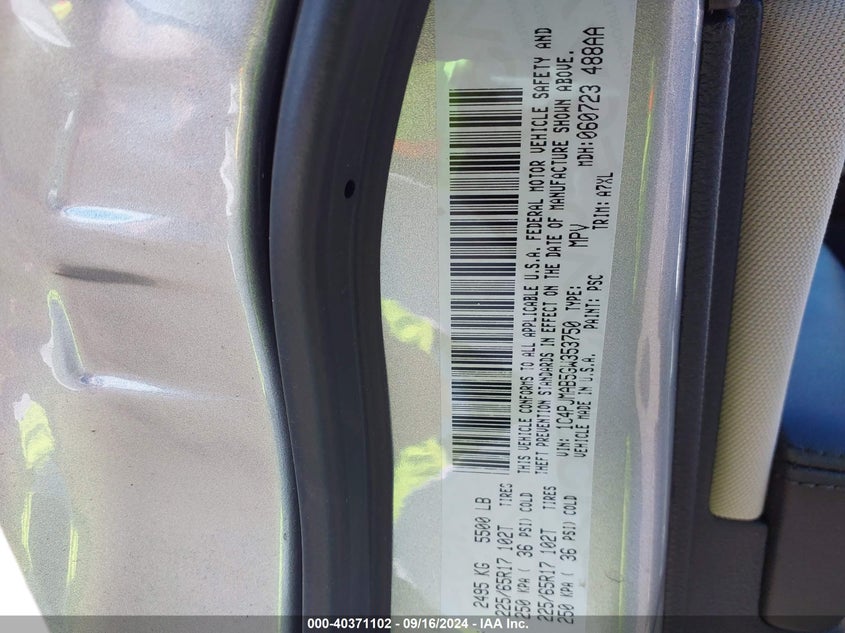 2495 KG 5500 LB
225/65R17 102T TIRES
250 KPA ( 36 PSI) COLD
225/65R17 102T TIRES
250 KPA ( 36 PSI) COLD
THIS VEHICLE CONFORMS TO ALL APPLICABLE U.S.A. FEDERAL MOTOR VEHICLE SAFETY AND
THEFT PREVENTION STANDARDS IN EFFECT ON THE DATE OF MANUFACTURE SHOWN ABOVE.
VIN: 1C4PJMAB5GW353750 TYPE: MPV MDH:060723 488AA
VEHICLE MADE IN U.S.A. PAINT: PSC TRIM: A7XL
000-40371102 - 09/16/2024 - IAA Inc.